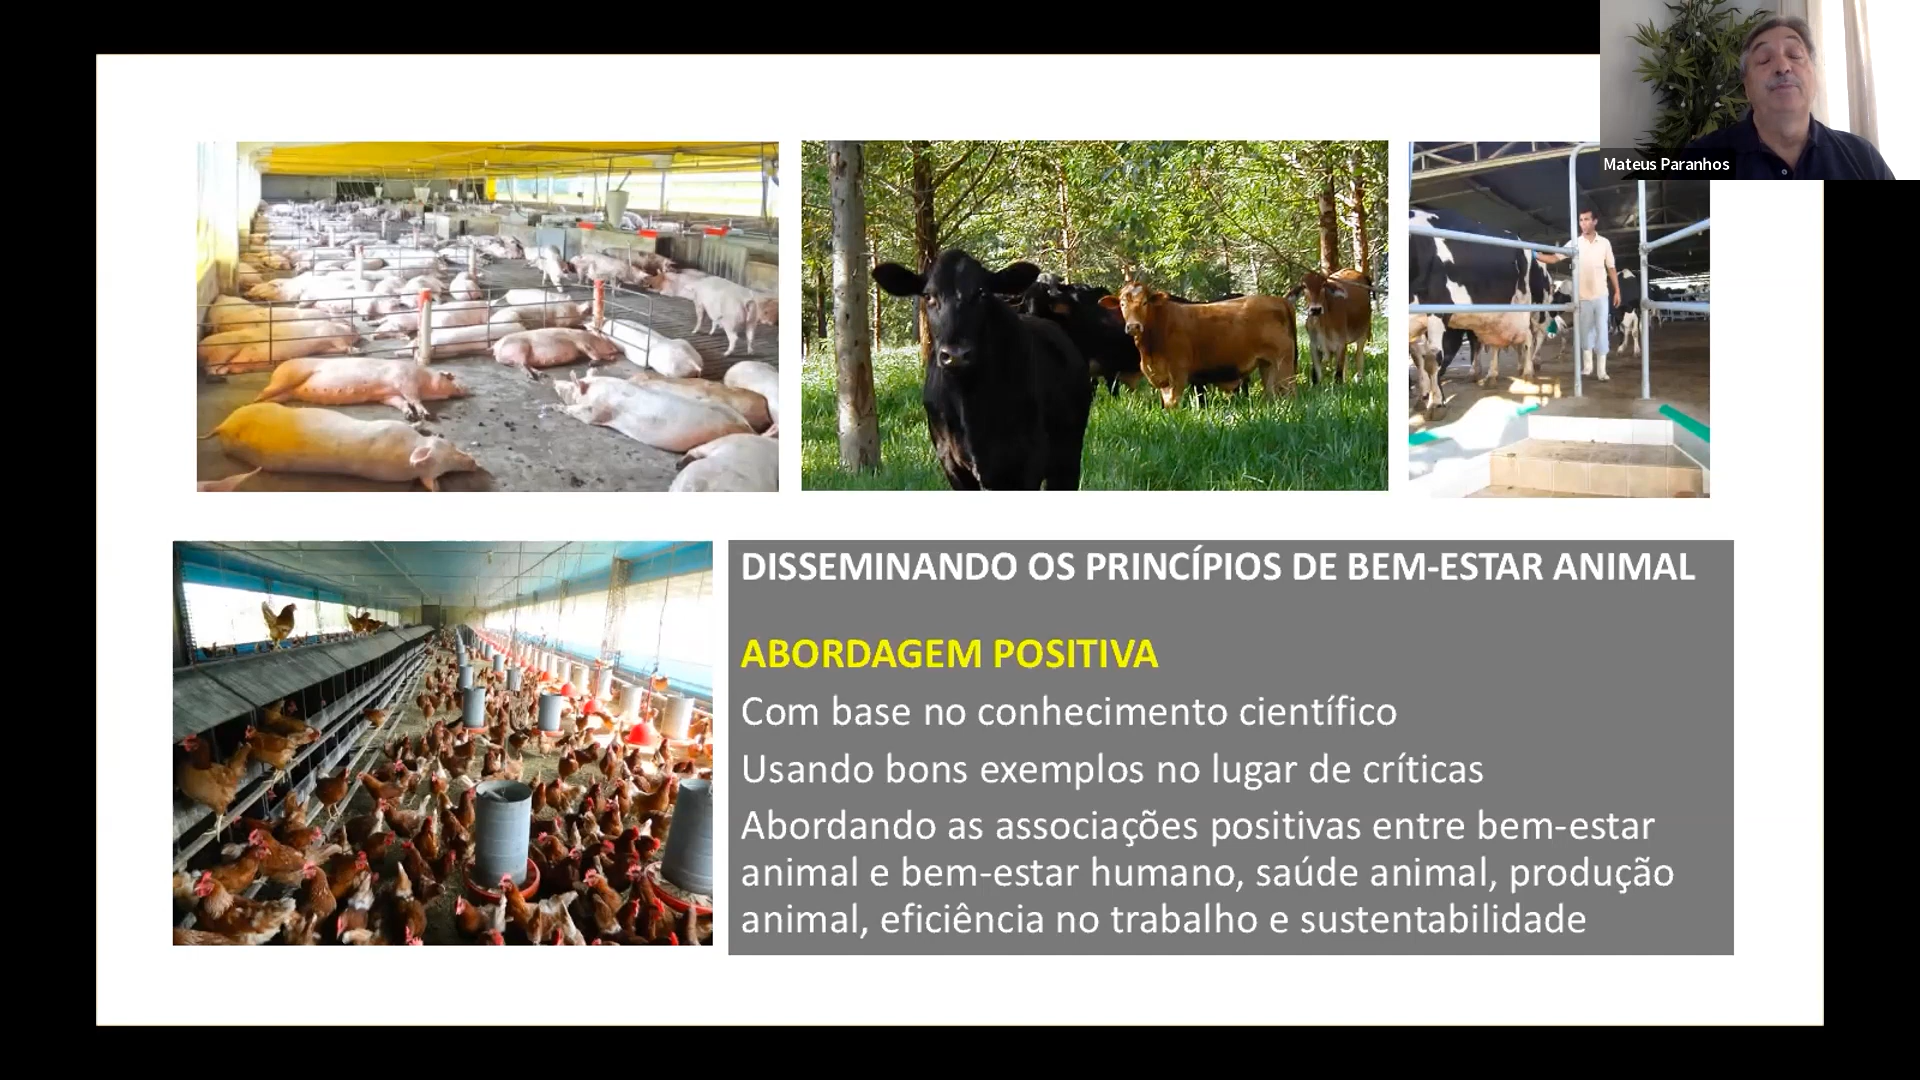 Mateus Paranhos
DISSEMINANDO OS PRINCÍPIOS DE BEM-ESTAR ANIMAL
ABORDAGEM POSITIVA
Com base no conhecimento científico
Usando bons exemplos no lugar de críticas
Abordando as associações positivas entre bem-estar
animal e bem-estar humano, saúde animal, produção
animal, eficiência no trabalho e sustentabilidade